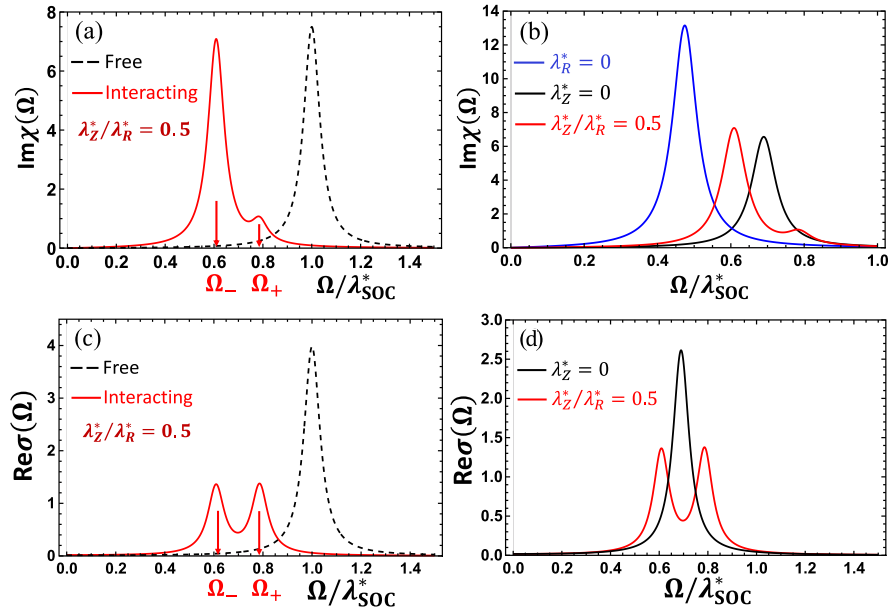 (a)
Free
Interacting
λ*_Z/λ*_R = 0.5
Imχ(Ω)
8
6
4
2
0
0.0 0.2 0.4 0.6 0.8 1.0 1.2 1.4
Ω₋ Ω₊ Ω/λ*_SOC
(b)
λ*_R = 0
λ*_Z = 0
λ*_Z/λ*_R = 0.5
Imχ(Ω)
14
12
10
8
6
4
2
0
0.0 0.2 0.4 0.6 0.8 1.0
Ω/λ*_SOC
(c)
Free
Interacting
λ*_Z/λ*_R = 0.5
Reσ(Ω)
4
3
2
1
0
0.0 0.2 0.4 0.6 0.8 1.0 1.2 1.4
Ω₋ Ω₊ Ω/λ*_SOC
(d)
λ*_Z = 0
λ*_Z/λ*_R = 0.5
Reσ(Ω)
3.0
2.5
2.0
1.5
1.0
0.5
0.0
0.0 0.2 0.4 0.6 0.8 1.0 1.2 1.4
Ω/λ*_SOC